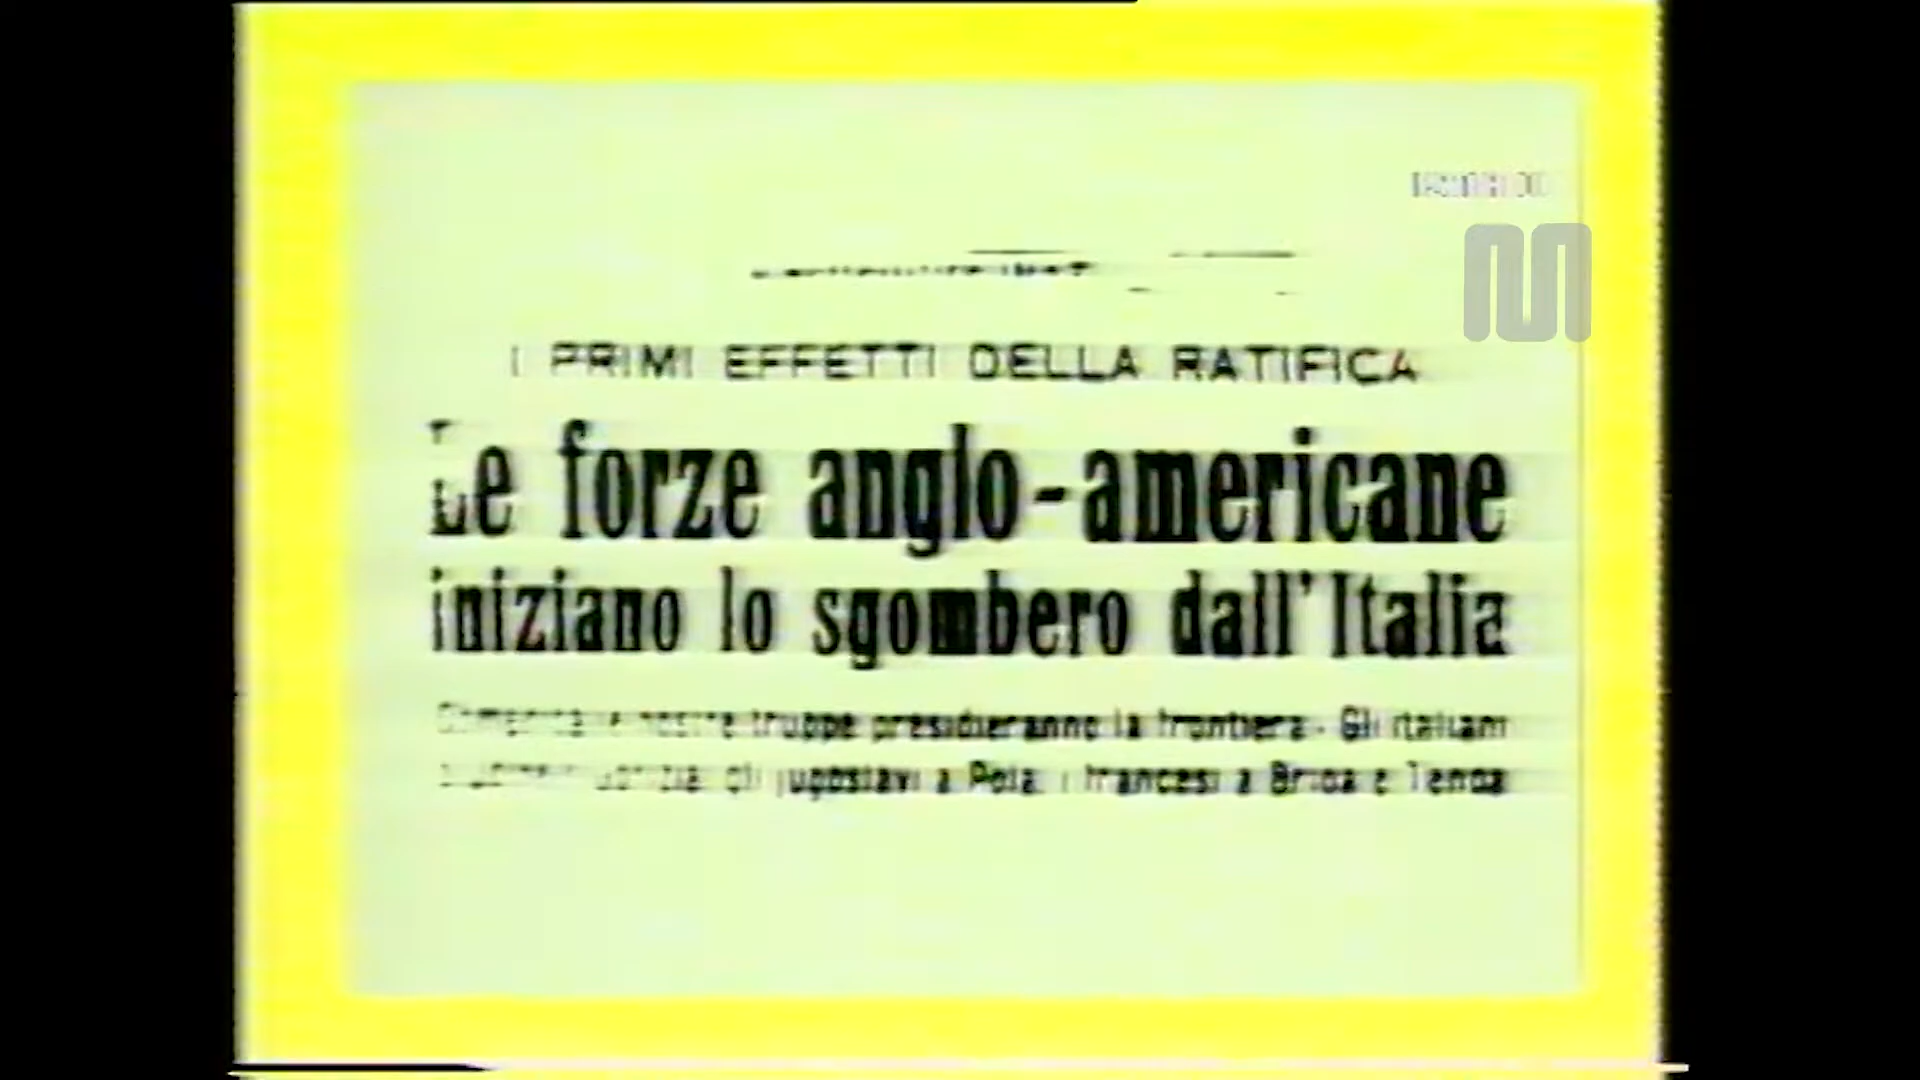 I PRIMI EFFETTI DELLA RATIFICA
Le forze anglo-americane
iniziano lo sgombero dall'Italia
truppe presidieranno la frontiera - Gli italiani
gli jugoslavi a Pola, i francesi a Briga e Tenda